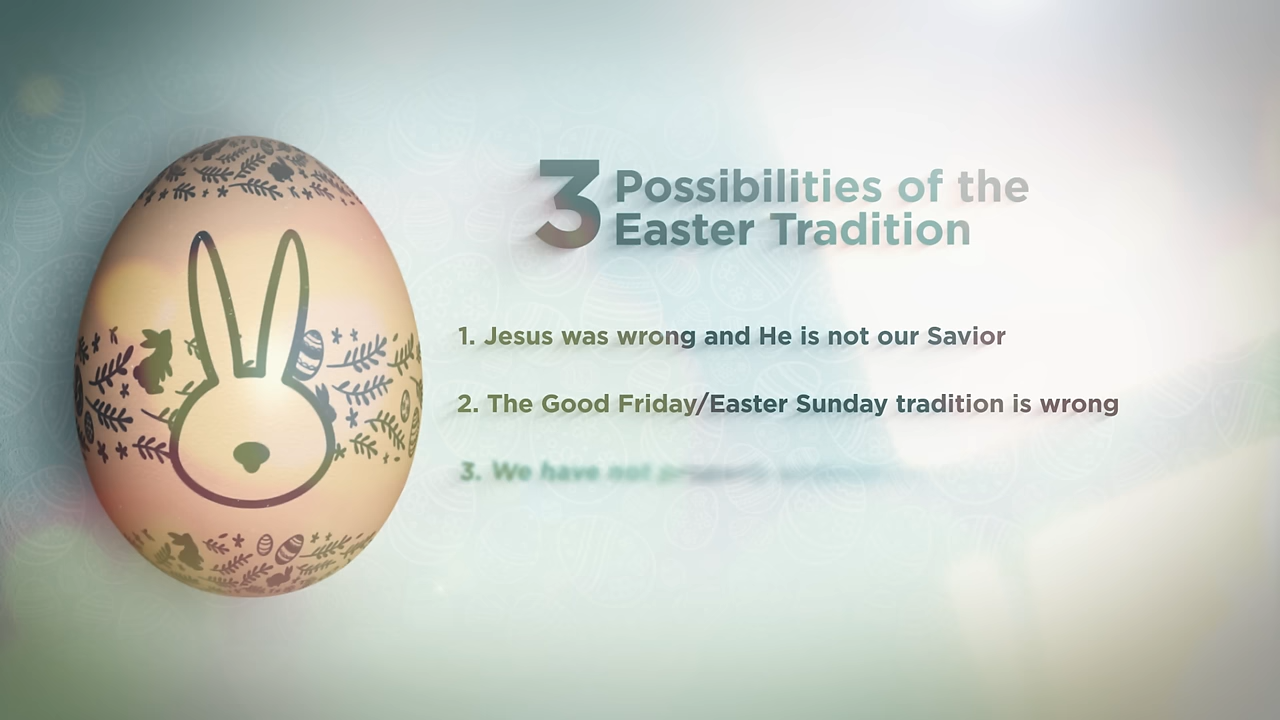 3 Possibilities of the
Easter Tradition
1. Jesus was wrong and He is not our Savior
2. The Good Friday/Easter Sunday tradition is wrong
3. We have not